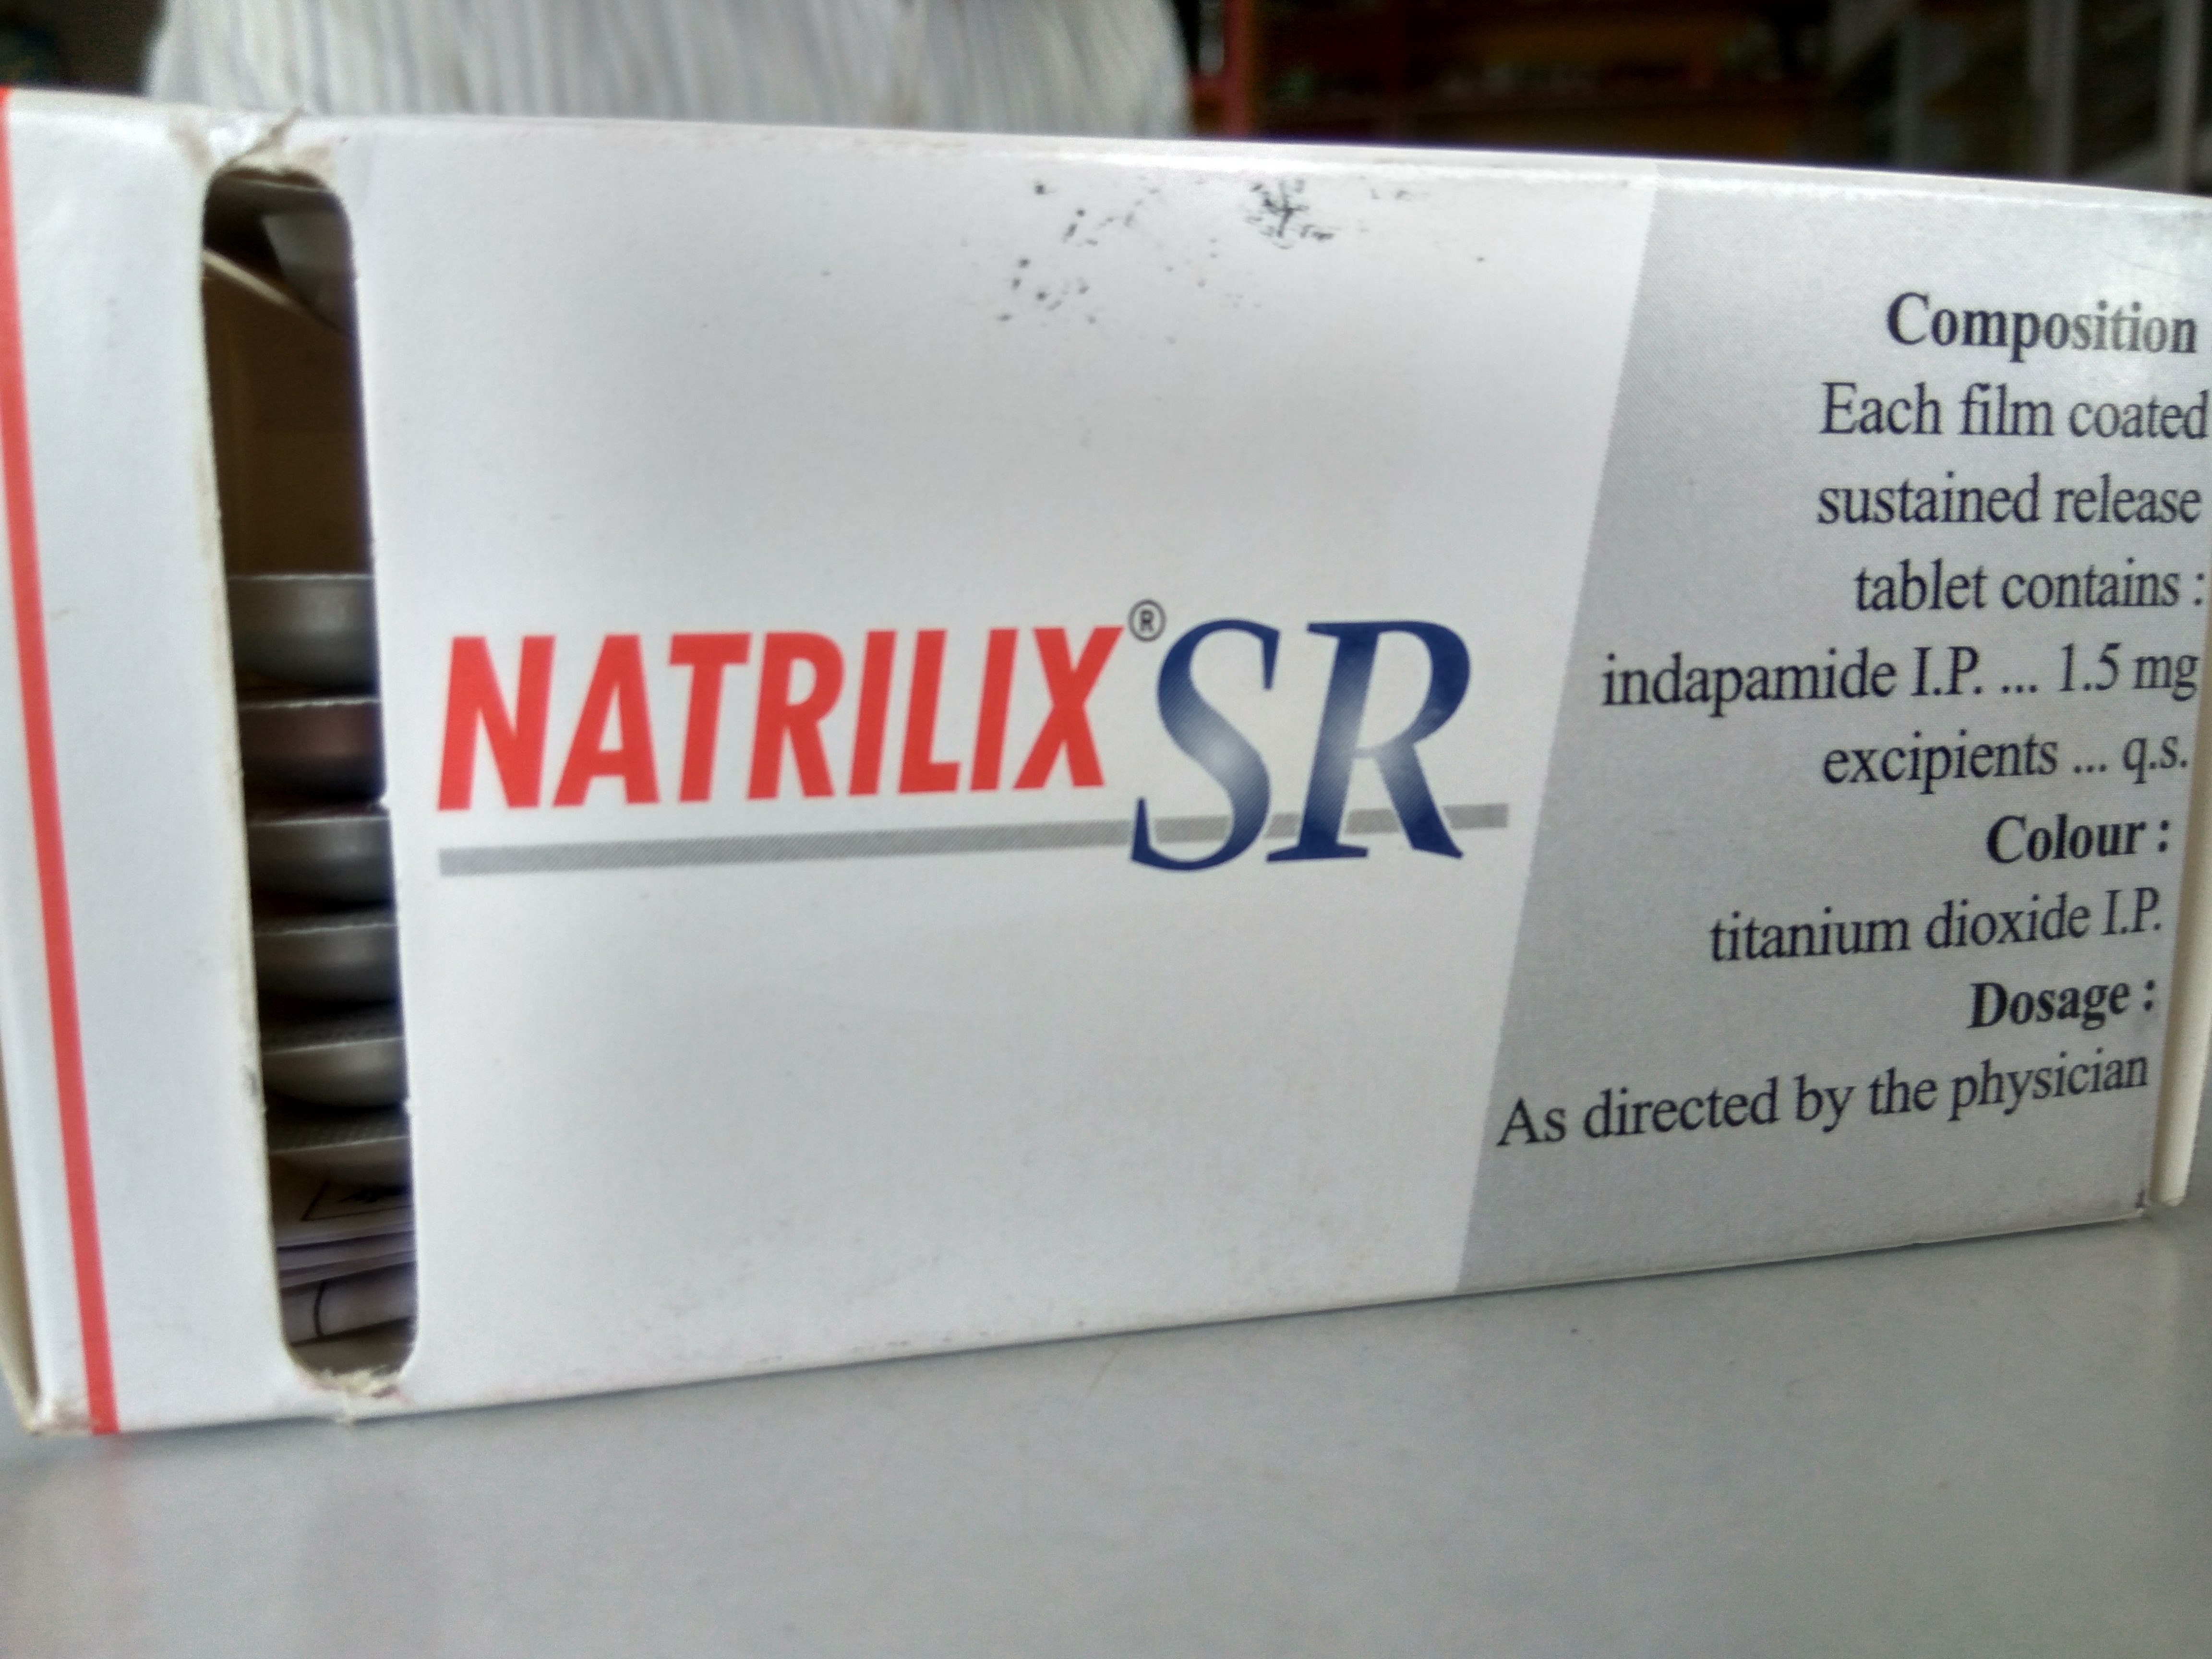 NATRILIX® SR
Composition
Each film coated
sustained release
tablet contains :
indapamide I.P. ... 1.5 mg
excipients ... q.s.
Colour :
titanium dioxide I.P.
Dosage :
As directed by the physician